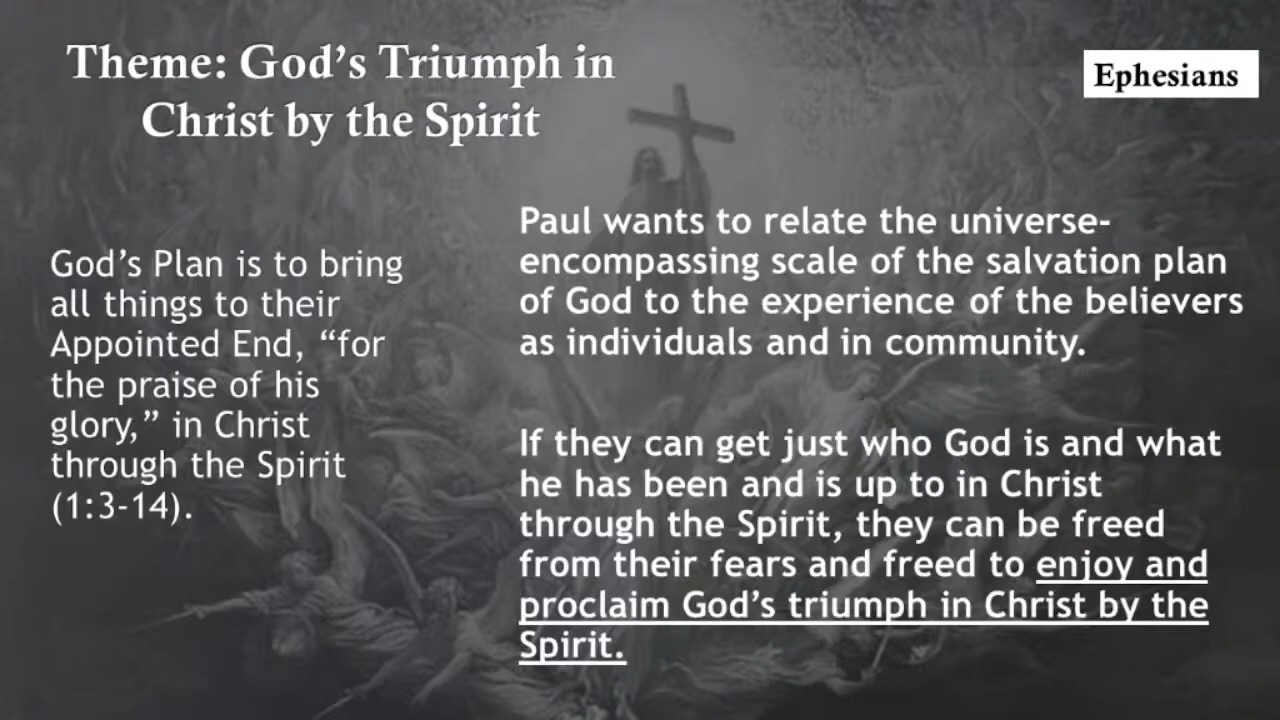 Theme: God’s Triumph in
Christ by the Spirit
Ephesians
God’s Plan is to bring
all things to their
Appointed End, “for
the praise of his
glory,” in Christ
through the Spirit
(1:3-14).
Paul wants to relate the universe-
encompassing scale of the salvation plan
of God to the experience of the believers
as individuals and in community.
If they can get just who God is and what
he has been and is up to in Christ
through the Spirit, they can be freed
from their fears and freed to enjoy and
proclaim God’s triumph in Christ by the
Spirit.